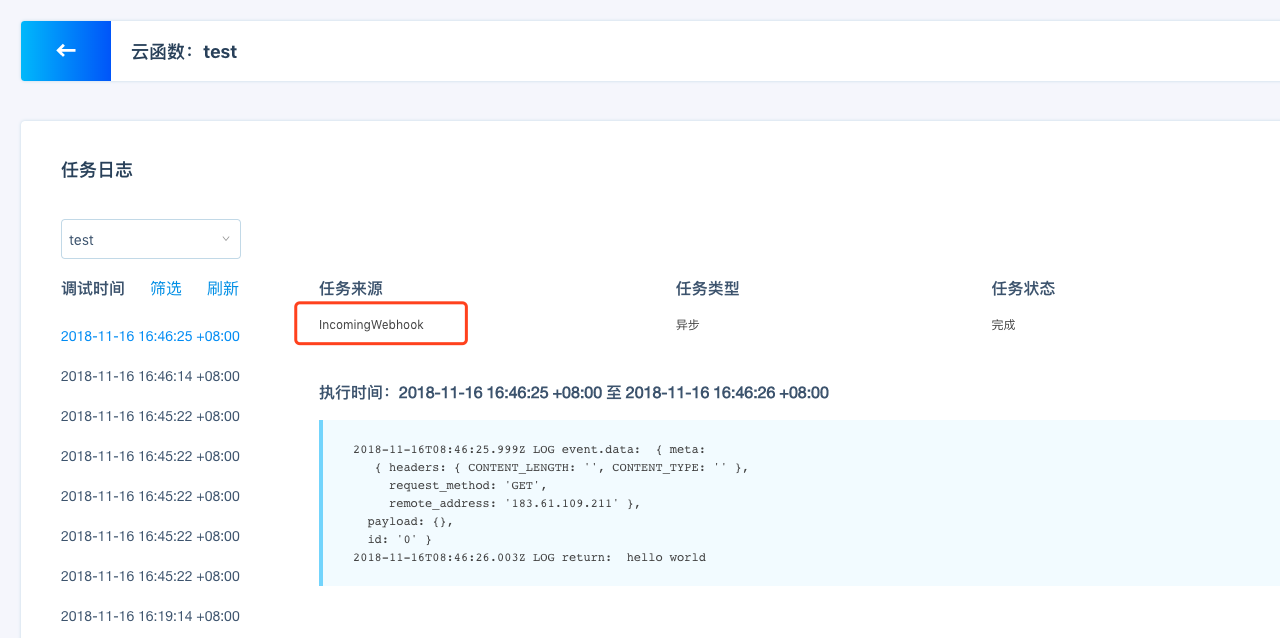 云函数：test
任务日志
test
调试时间 筛选 刷新
2018-11-16 16:46:25 +08:00
2018-11-16 16:46:14 +08:00
2018-11-16 16:45:22 +08:00
2018-11-16 16:45:22 +08:00
2018-11-16 16:45:22 +08:00
2018-11-16 16:45:22 +08:00
2018-11-16 16:45:22 +08:00
2018-11-16 16:19:14 +08:00
任务来源 任务类型 任务状态
IncomingWebhook 异步 完成
执行时间：2018-11-16 16:46:25 +08:00 至 2018-11-16 16:46:26 +08:00
2018-11-16T08:46:25.999Z LOG event.data:  { meta:
   { headers: { CONTENT_LENGTH: '', CONTENT_TYPE: '' },
     request_method: 'GET',
     remote_address: '183.61.109.211' },
  payload: {},
  id: '0' }
2018-11-16T08:46:26.003Z LOG return:  hello world